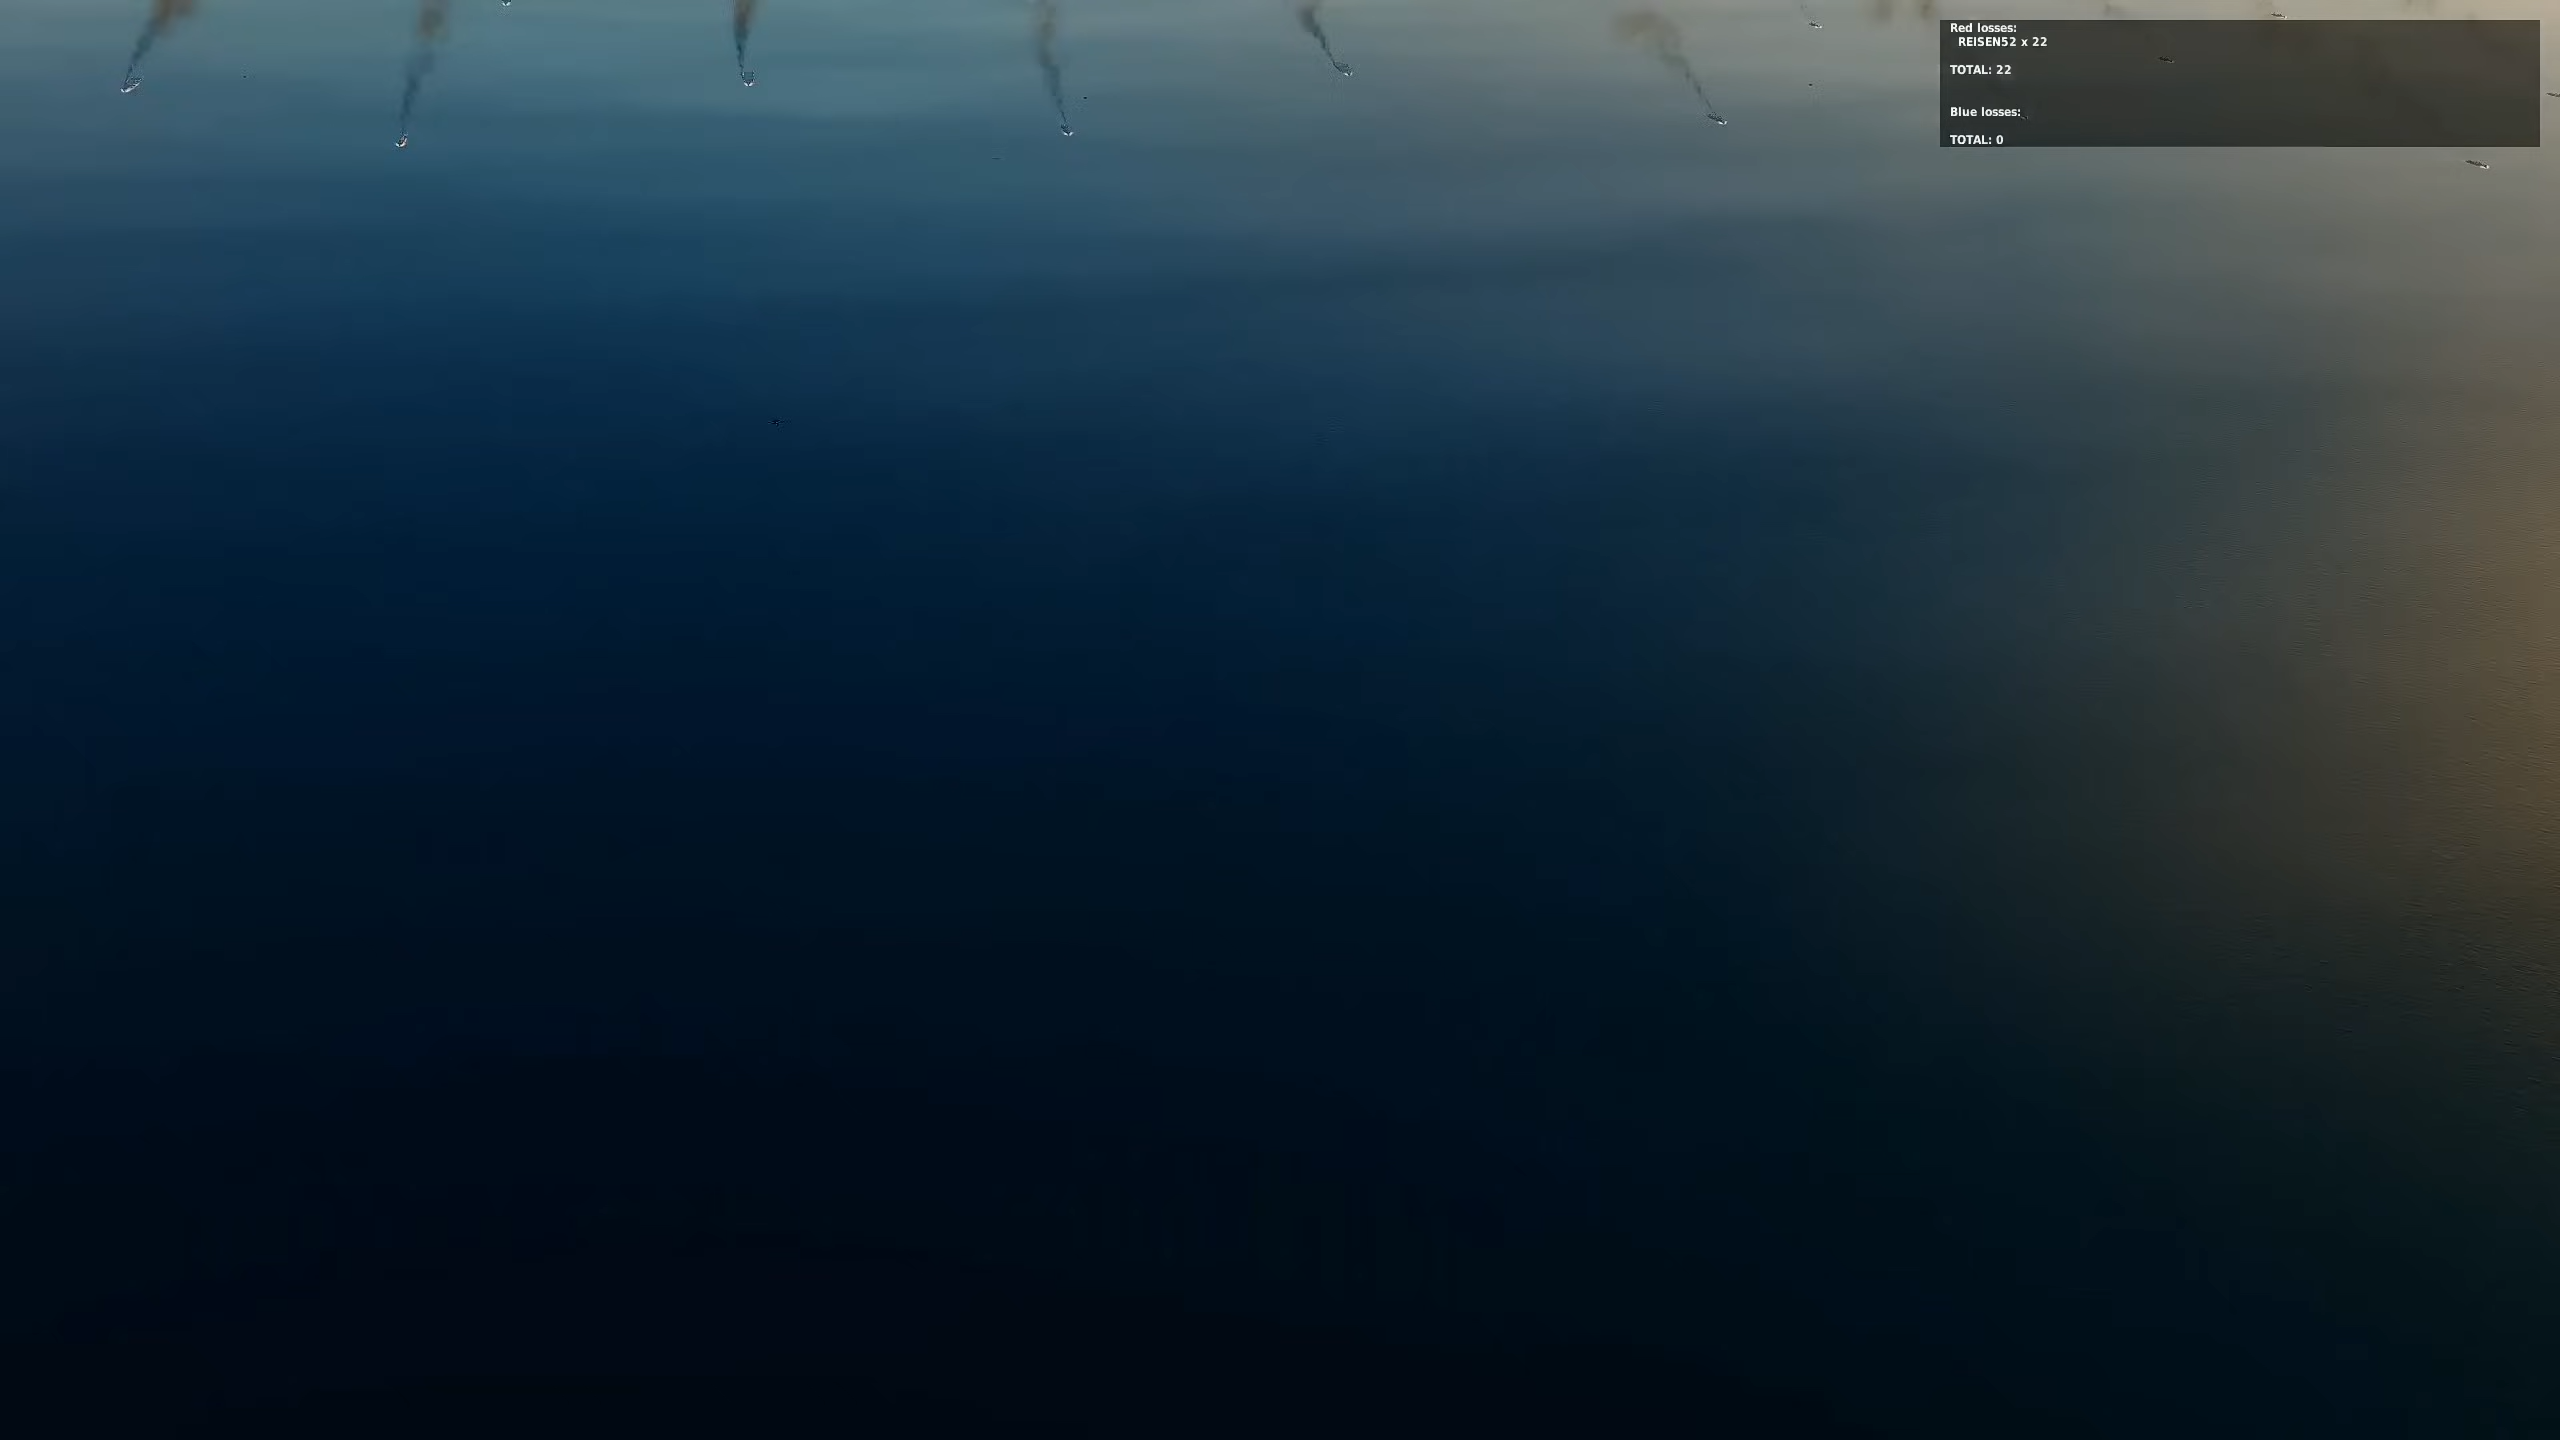 Red losses:
REISEN52 x 22
TOTAL: 22
Blue losses:
TOTAL: 0